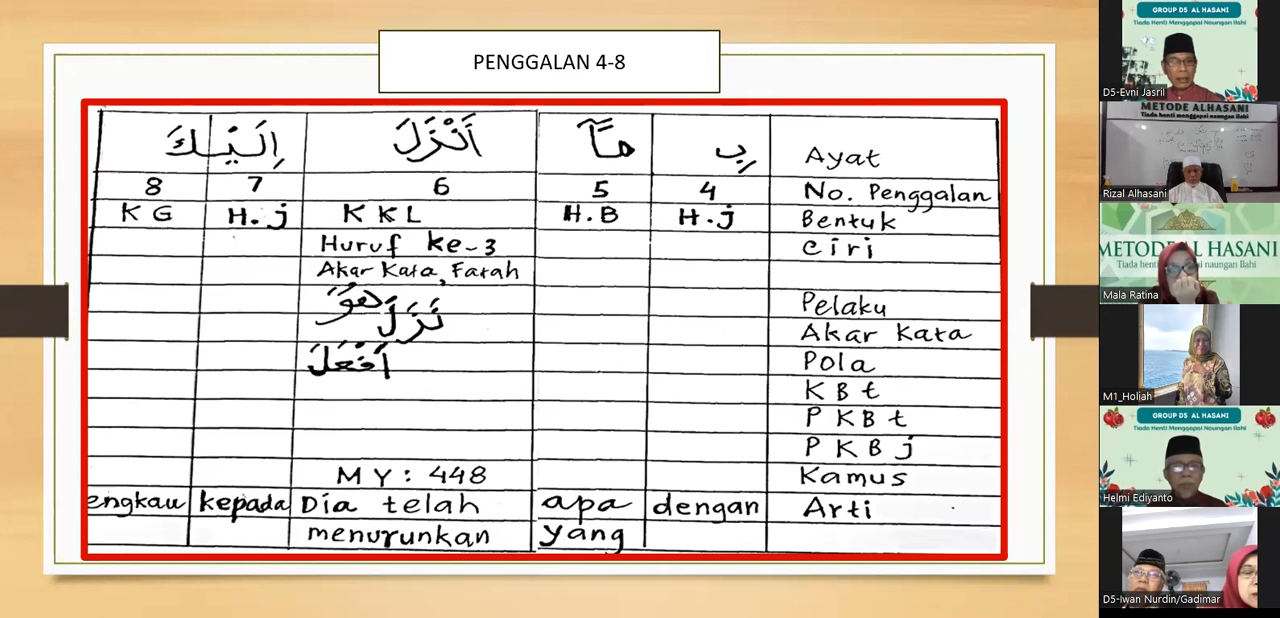 PENGGALAN 4-8
اِلَيْكَ اَنْزَلَ مَآ بِ Ayat
8 7 6 5 4 No. Penggalan
KG H.j KKL H.B H.j Bentuk
Huruf ke-3 Ciri
Akar Kata, Fatah
هُوَ Pelaku
نَزَلَ Akar Kata
اَفْعَلَ Pola
KBt
PKBt
PKBj
MY: 448 Kamus
engkau kepada Dia telah apa dengan Arti
menurunkan yang
GROUP D5 AL HASANI
Tiada Henti Menggapai Naungan Ilahi
D5-Evni Jasril
METODE ALHASANI
Tiada henti menggapai naungan Ilahi
Rizal Alhasani
METODE AL HASANI
Tiada henti naungan Ilahi
Mala Ratina
M1_Holiah
GROUP D5 AL HASANI
Tiada Henti Menggapai Naungan Ilahi
Helmi Ediyanto
D5-Iwan Nurdin/Gadimar